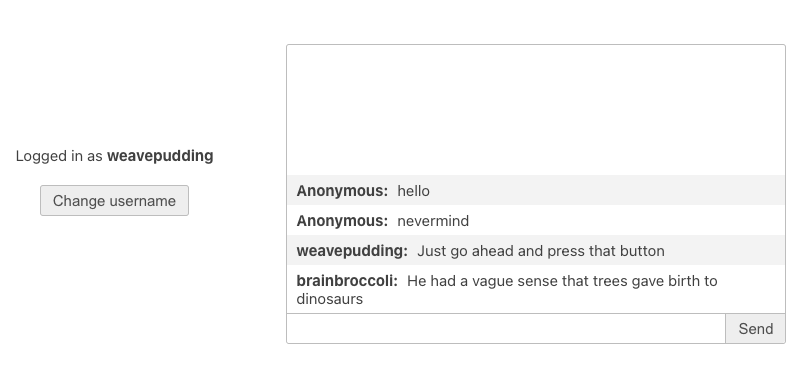 Logged in as weavepudding
Change username
Anonymous: hello
Anonymous: nevermind
weavepudding: Just go ahead and press that button
brainbroccoli: He had a vague sense that trees gave birth to
dinosaurs
Send